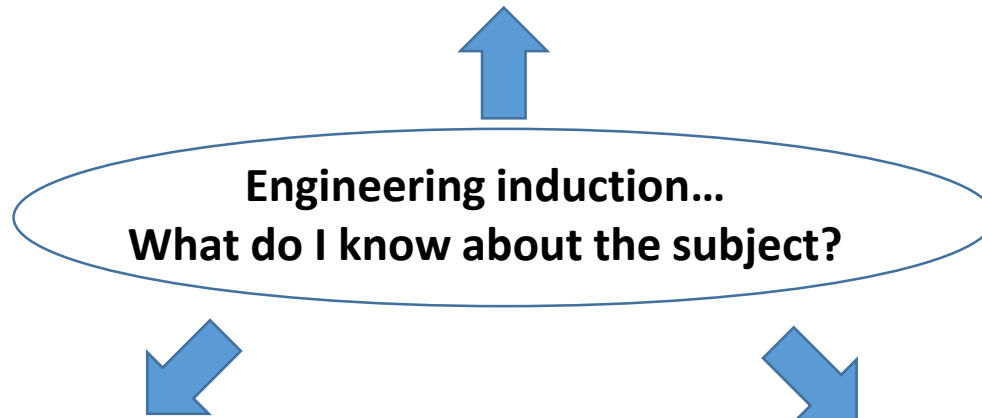 Engineering induction…
What do I know about the subject?